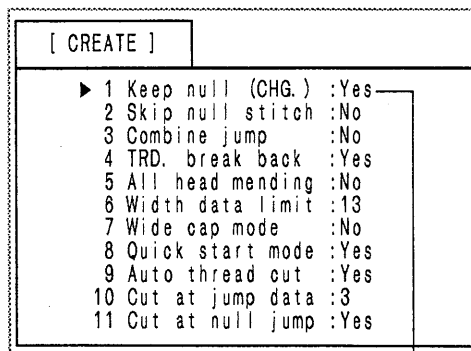 [ CREATE ]
▶ 1 Keep null (CHG.) :Yes
2 Skip null stitch :No
3 Combine jump :No
4 TRD. break back :Yes
5 All head mending :No
6 Width data limit :13
7 Wide cap mode :No
8 Quick start mode :Yes
9 Auto thread cut :Yes
10 Cut at jump data :3
11 Cut at null jump :Yes